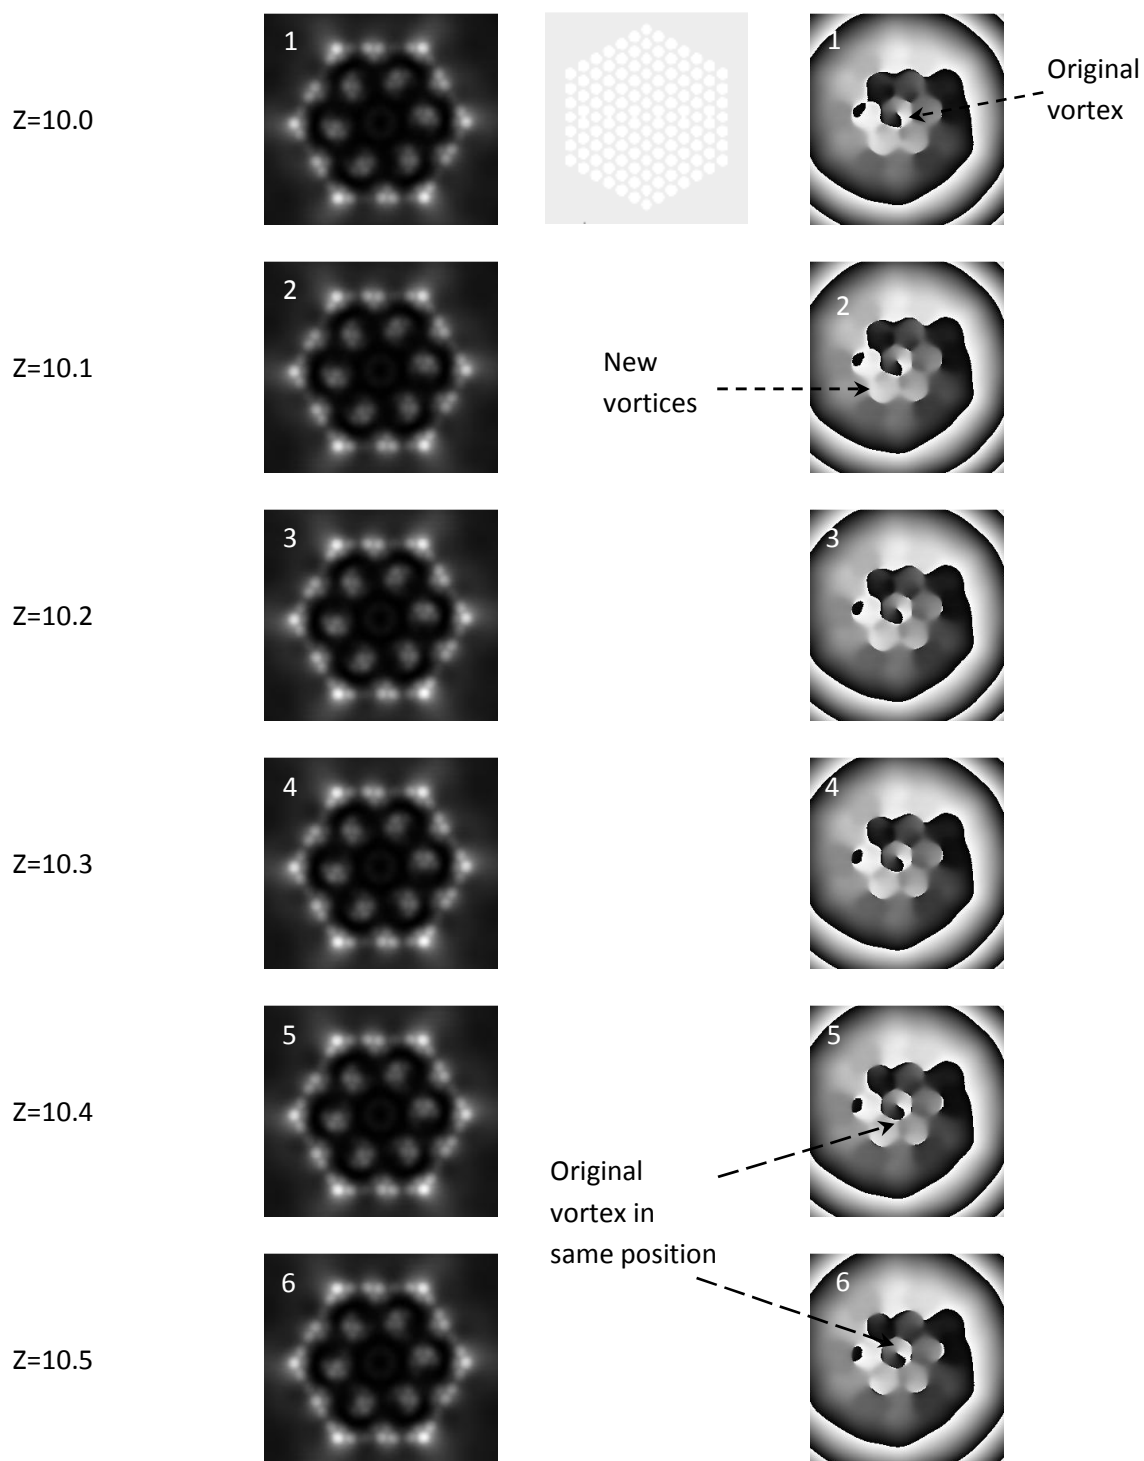 1
1
Z=10.0
Original
vortex
2
2
Z=10.1
New
vortices
3
3
Z=10.2
4
4
Z=10.3
5
5
Z=10.4
Original
vortex in
same position
6
6
Z=10.5